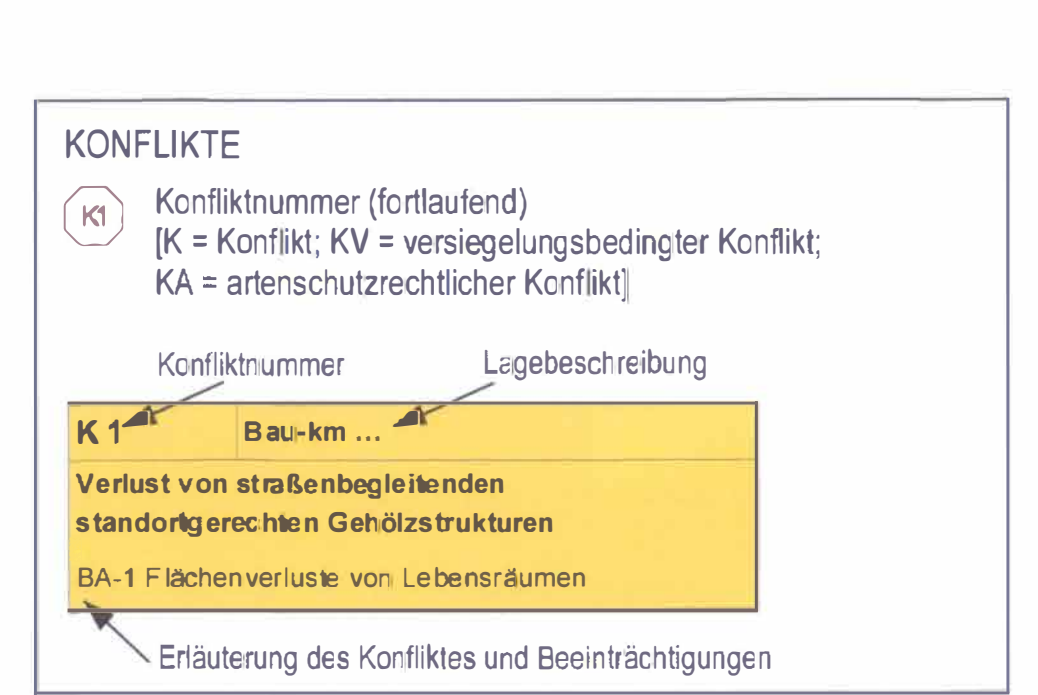 KONFLIKTE
K1
Konfliktnummer (fortlaufend)
[K = Konflikt; KV = versiegelungsbedingter Konflikt;
KA = artenschutzrechtlicher Konflikt]
Konfliktnummer Lagebeschreibung
K 1 Bau-km ...
Verlust von straßenbegleitenden
standortgerechten Gehölzstrukturen
BA-1 Flächenverluste von Lebensräumen
Erläuterung des Konfliktes und Beeinträchtigungen